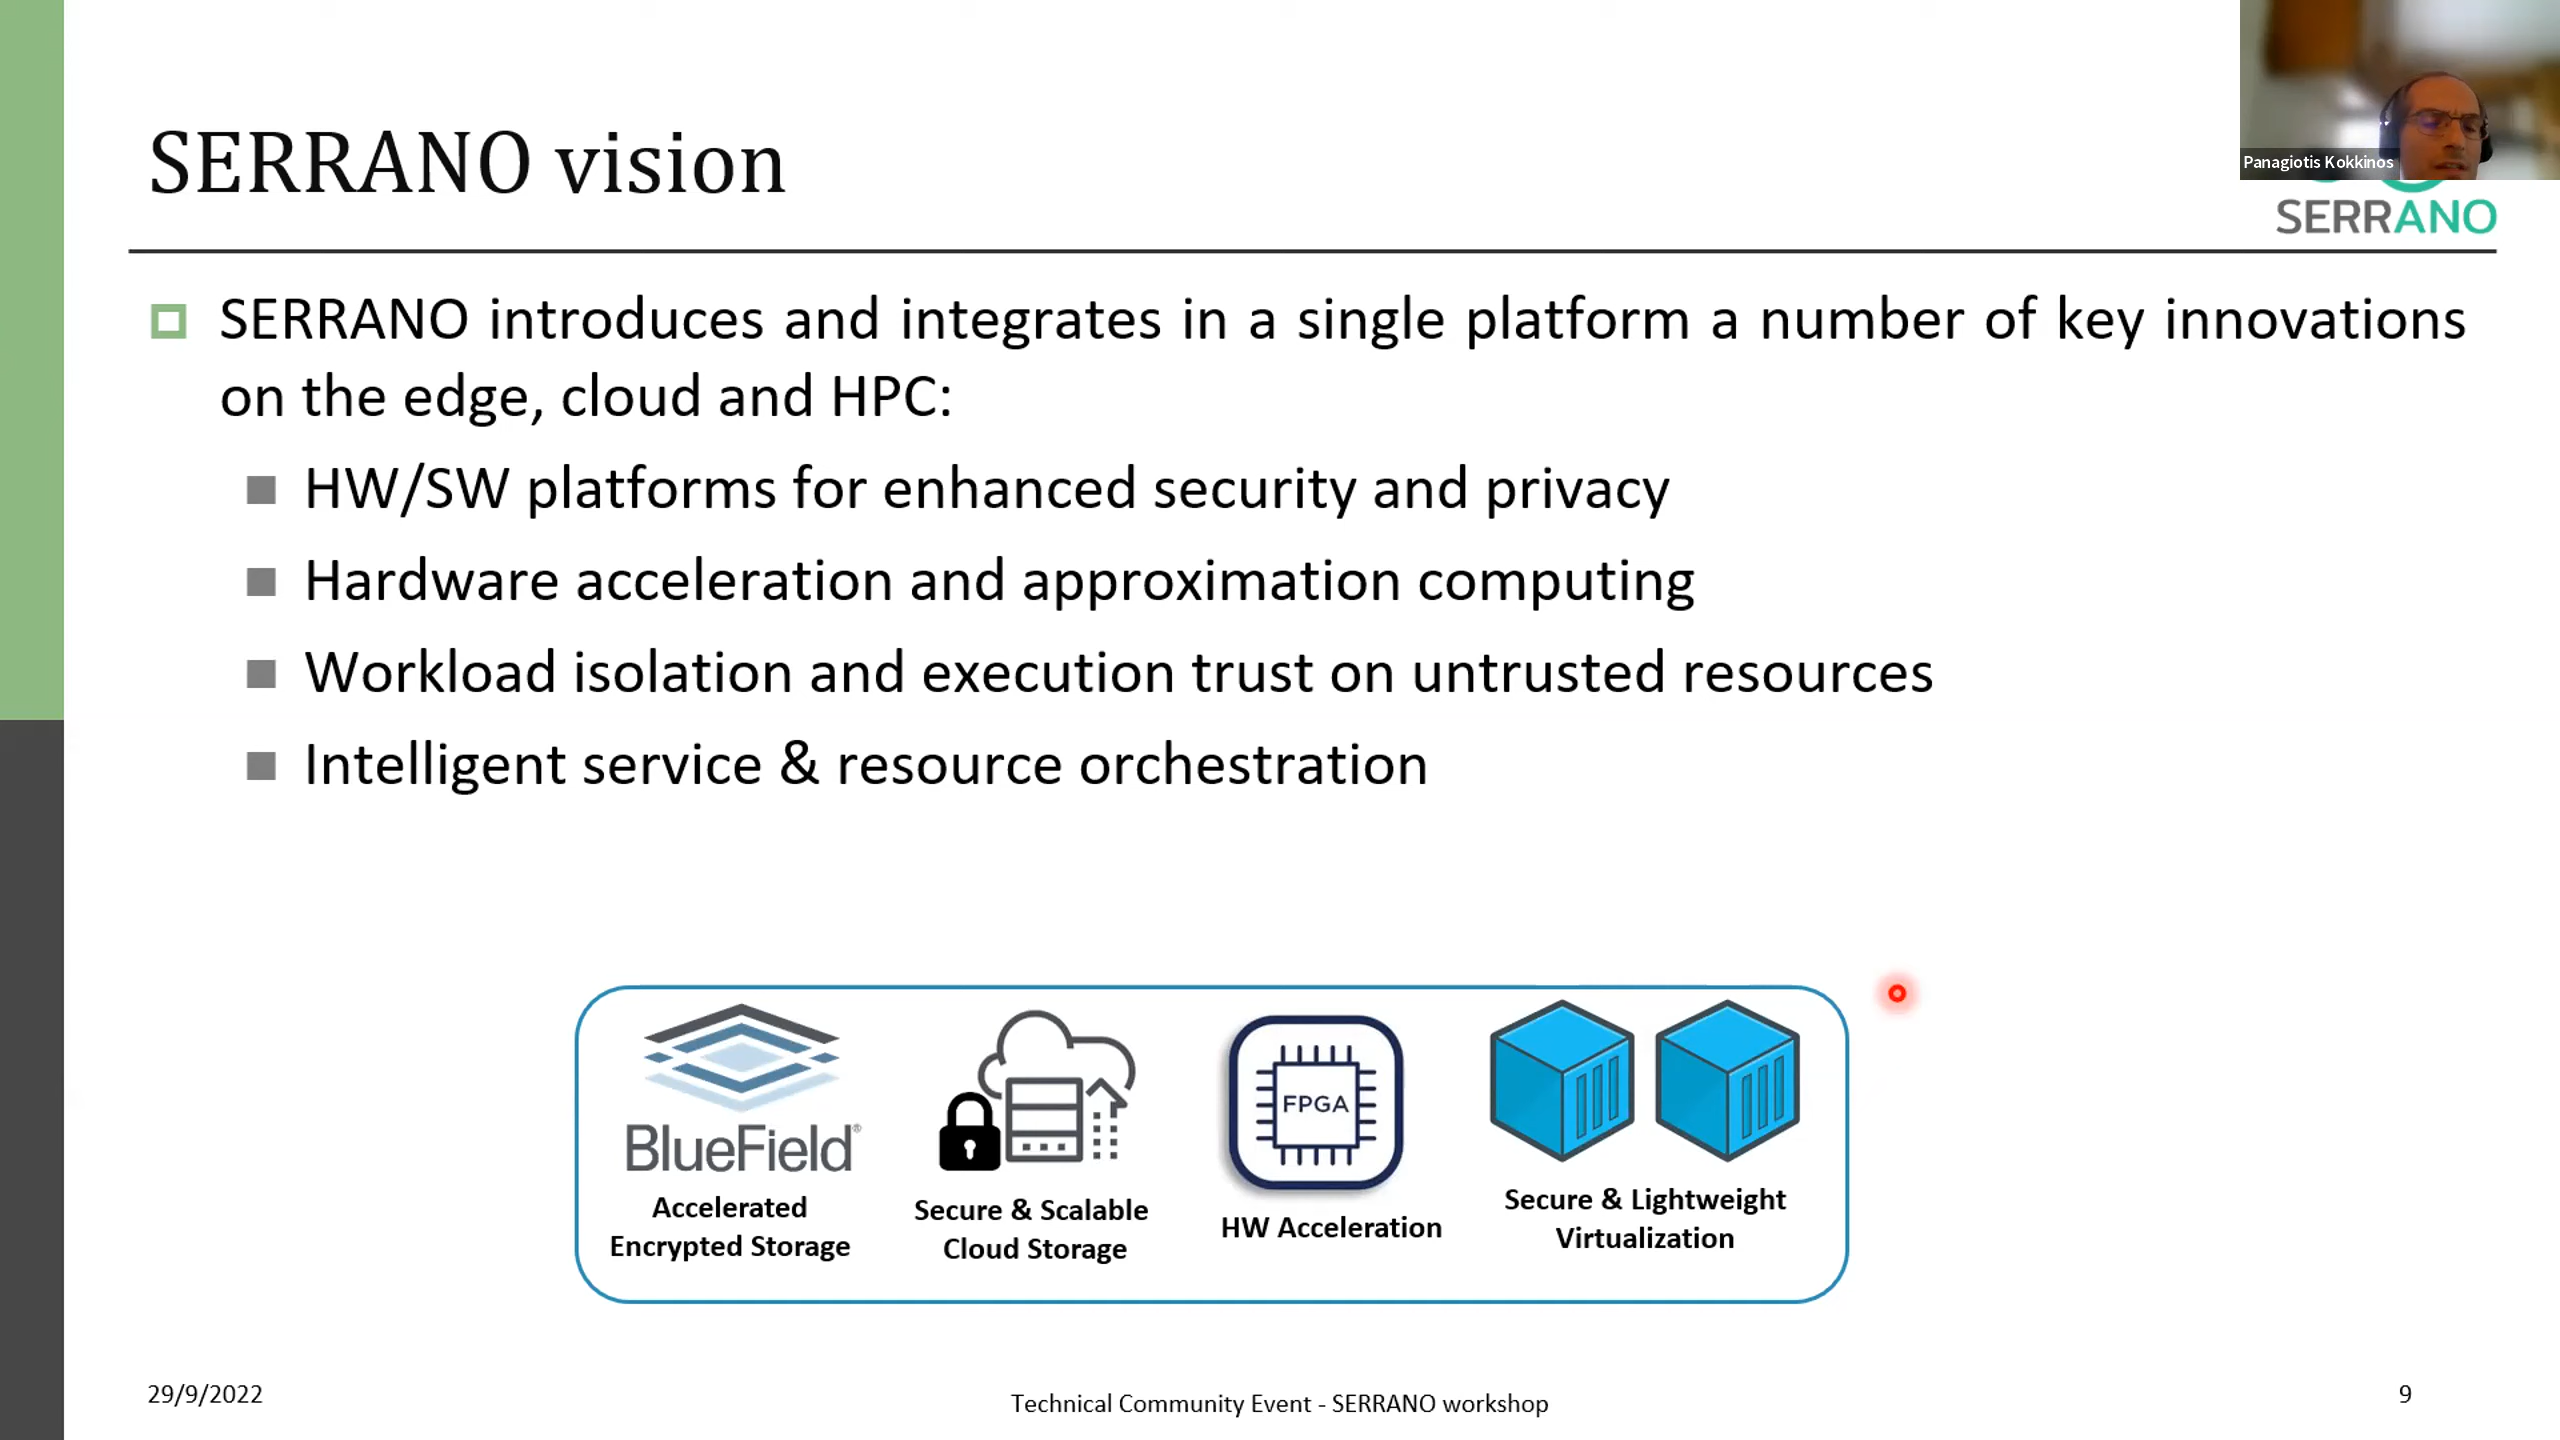 SERRANO vision
Panagiotis Kokkinos
SERRANO
SERRANO introduces and integrates in a single platform a number of key innovations
on the edge, cloud and HPC:
HW/SW platforms for enhanced security and privacy
Hardware acceleration and approximation computing
Workload isolation and execution trust on untrusted resources
Intelligent service & resource orchestration
BlueField®
Accelerated
Encrypted Storage
Secure & Scalable
Cloud Storage
FPGA
HW Acceleration
Secure & Lightweight
Virtualization
29/9/2022
Technical Community Event - SERRANO workshop
9